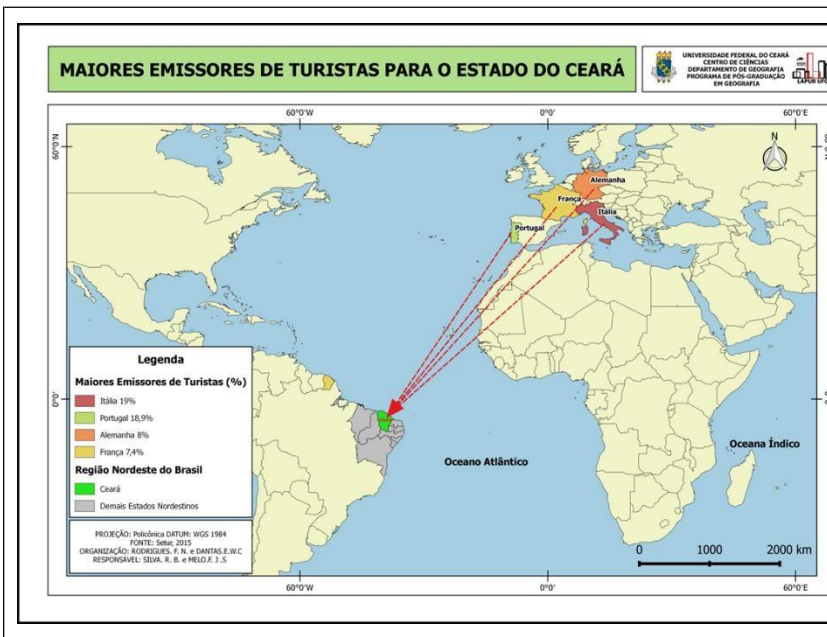 MAIORES EMISSORES DE TURISTAS PARA O ESTADO DO CEARÁ
UNIVERSIDADE FEDERAL DO CEARÁ
CENTRO DE CIÊNCIAS
DEPARTAMENTO DE GEOGRAFIA
PROGRAMA DE PÓS-GRADUAÇÃO
EM GEOGRAFIA
LAPUR UFC
60°0'W 0°0' 60°0'E
60°0'N
N
Alemanha
França
Itália
Portugal
0°0'
Legenda
Maiores Emissores de Turistas (%)
Itália 19%
Portugal 18,9%
Alemanha 8%
França 7,4%
Região Nordeste do Brasil
Ceará
Demais Estados Nordestinos
Oceano Atlântico
Oceana Índico
PROJEÇÃO: Policônica DATUM: WGS 1984
FONTE: Setur, 2015
ORGANIZAÇÃO: RODRIGUES. F. N. e DANTAS.E.W.C
RESPONSÁVEL: SILVA. R. B. e MELO.F. J .S
0 1000 2000 km
60°0'W 0°0' 60°0'E